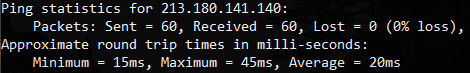 Ping statistics for 213.180.141.140:
    Packets: Sent = 60, Received = 60, Lost = 0 (0% loss),
Approximate round trip times in milli-seconds:
    Minimum = 15ms, Maximum = 45ms, Average = 20ms